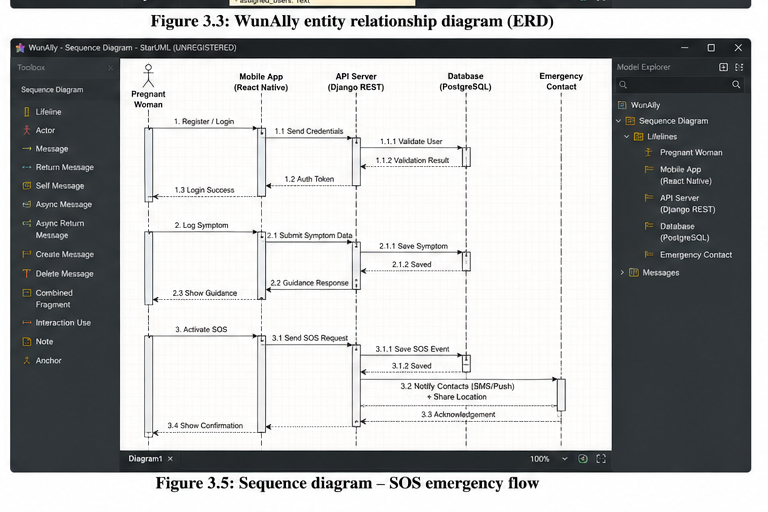 assigned_users: Text
Figure 3.3: WunAlly entity relationship diagram (ERD)
WunAlly - Sequence Diagram - StarUML (UNREGISTERED)
Toolbox
Sequence Diagram
Lifeline
Actor
Message
Return Message
Self Message
Async Message
Async Return
Message
Create Message
Delete Message
Combined
Fragment
Interaction Use
Note
Anchor
Pregnant
Woman
Mobile App
(React Native)
API Server
(Django REST)
Database
(PostgreSQL)
Emergency
Contact
1. Register / Login
1.1 Send Credentials
1.1.1 Validate User
1.1.2 Validation Result
1.2 Auth Token
1.3 Login Success
2. Log Symptom
2.1 Submit Symptom Data
2.1.1 Save Symptom
2.1.2 Saved
2.2 Guidance Response
2.3 Show Guidance
3. Activate SOS
3.1 Send SOS Request
3.1.1 Save SOS Event
3.1.2 Saved
3.2 Notify Contacts (SMS/Push)
+ Share Location
3.3 Acknowledgement
3.4 Show Confirmation
Diagram1 ×
100%
Model Explorer
WunAlly
Sequence Diagram
Lifelines
Pregnant Woman
Mobile App
(React Native)
API Server
(Django REST)
Database
(PostgreSQL)
Emergency Contact
Messages
Figure 3.5: Sequence diagram – SOS emergency flow